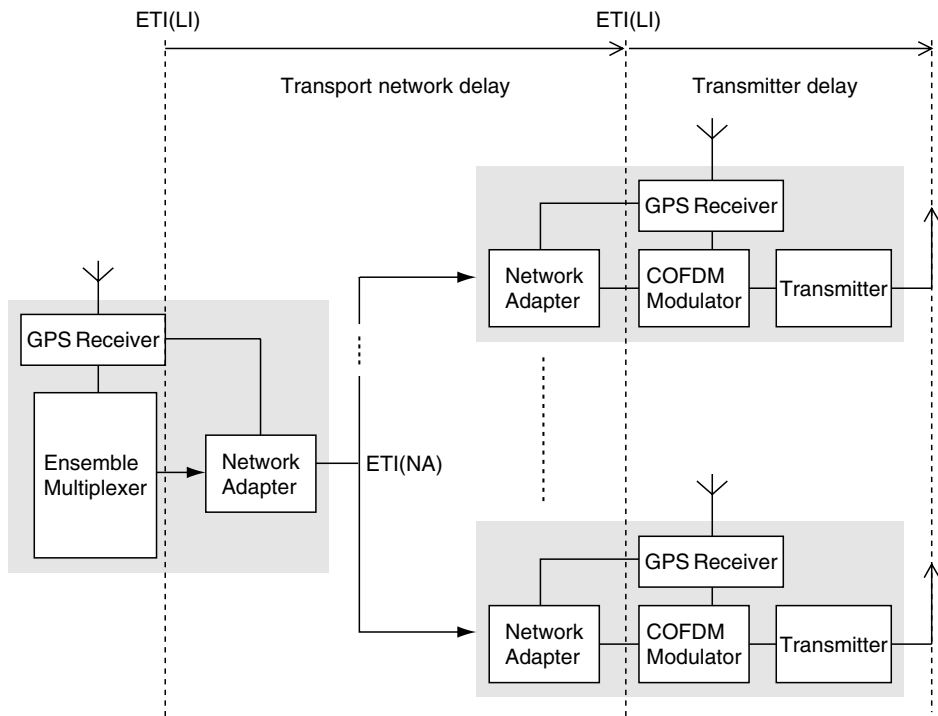 ETI(LI)
ETI(LI)
Transport network delay
Transmitter delay
GPS Receiver
Network
Adapter
COFDM
Modulator
Transmitter
GPS Receiver
Ensemble
Multiplexer
Network
Adapter
ETI(NA)
GPS Receiver
Network
Adapter
COFDM
Modulator
Transmitter